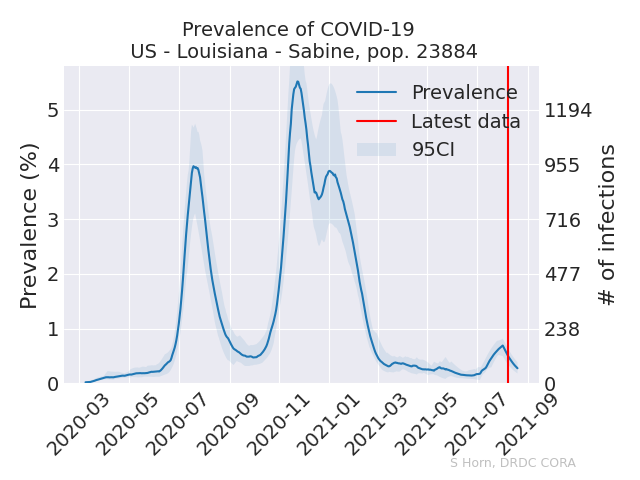 Prevalence of COVID-19
US - Louisiana - Sabine, pop. 23884
Prevalence (%)
5
4
3
2
1
0
Prevalence
Latest data
95CI
1194
955
716
477
238
0
# of infections
2020-03
2020-05
2020-07
2020-09
2020-11
2021-01
2021-03
2021-05
2021-07
2021-09
S Horn, DRDC CORA